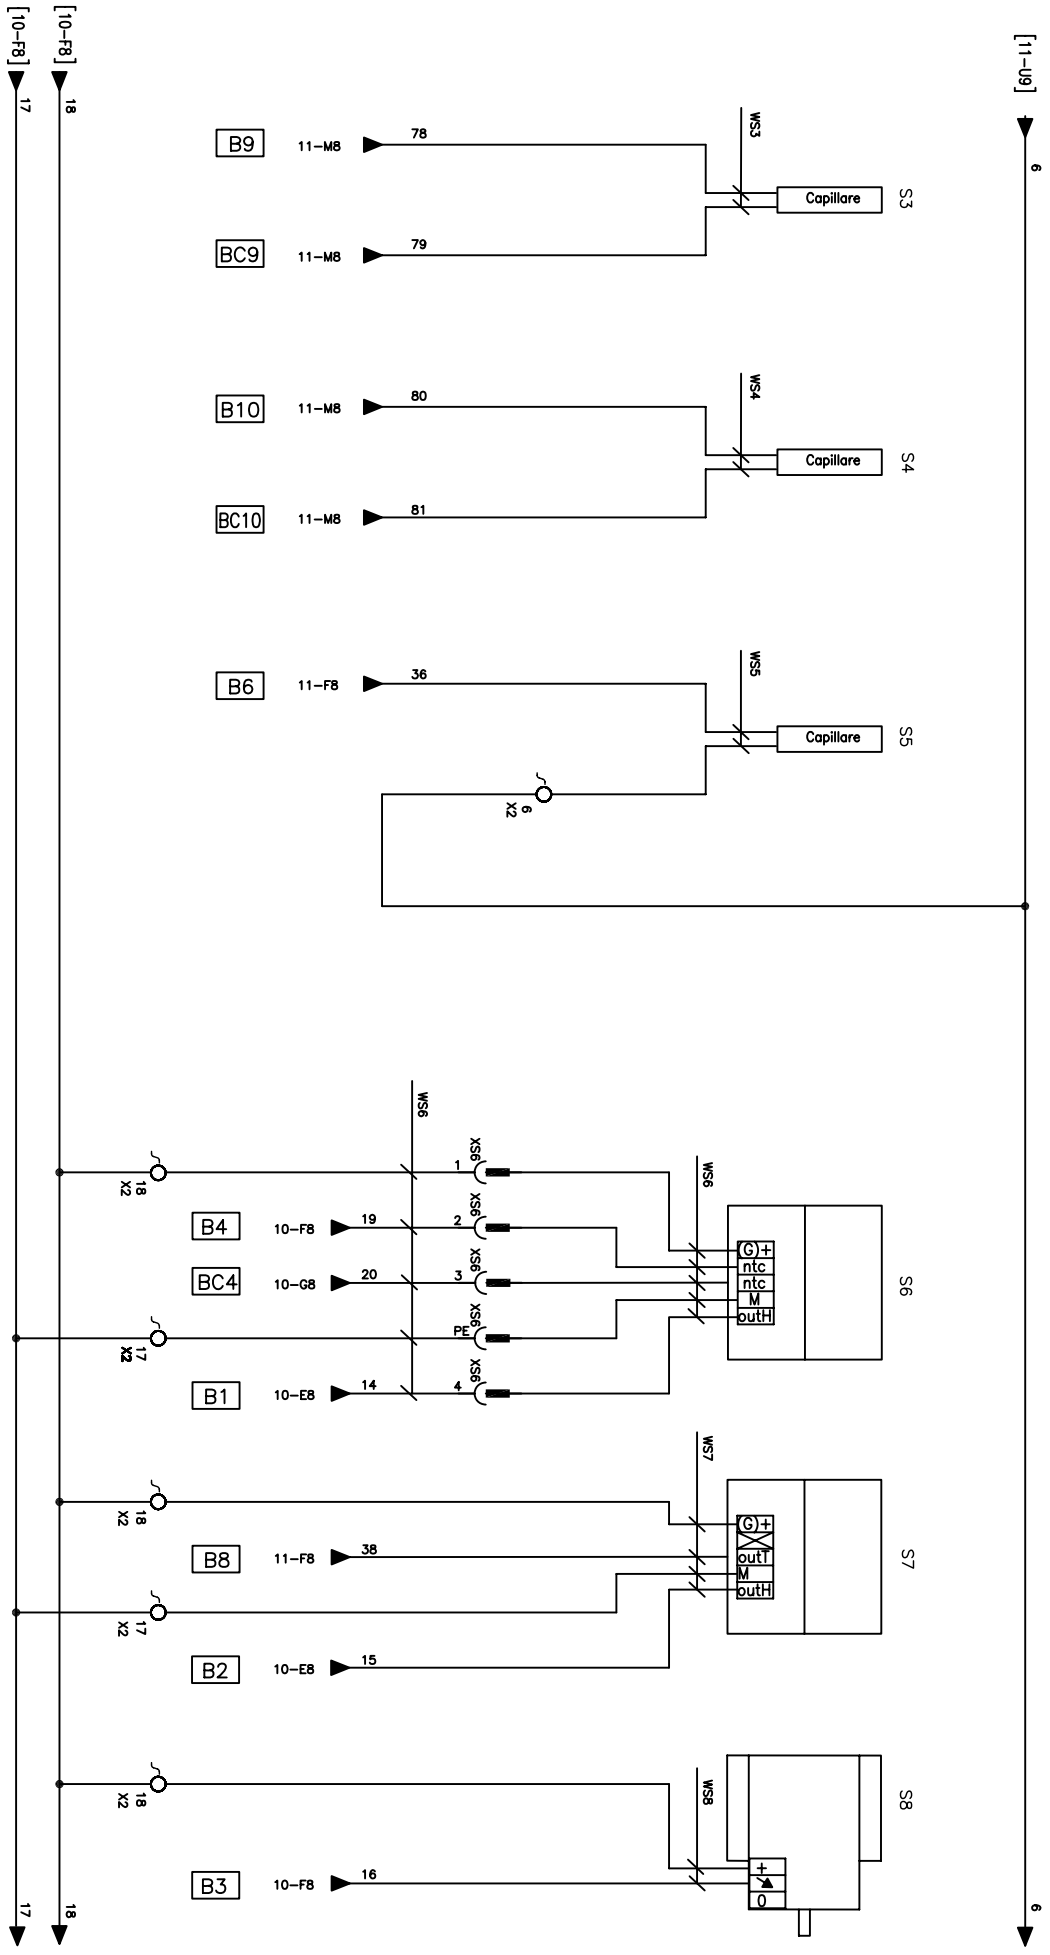 [10-F8]
[10-F8]
[11-U9]
17
18
6
B9
11-M8
78
WS3
Capillare
S3
BC9
11-M8
79
B10
11-M8
80
WS4
Capillare
S4
BC10
11-M8
81
B6
11-F8
36
WS5
Capillare
S5
6
X2
WS6
WS6
S6
18
X2
1
XS6
B4
10-F8
19
2
XS6
BC4
10-G8
20
3
XS6
17
X2
PE
XS6
B1
10-E8
14
4
XS6
(G)+
ntc
ntc
M
outH
WS7
S7
18
X2
B8
11-F8
38
17
X2
B2
10-E8
15
(G)+
outT
M
outH
WS8
S8
18
X2
B3
10-F8
16
+
0
17
18
6